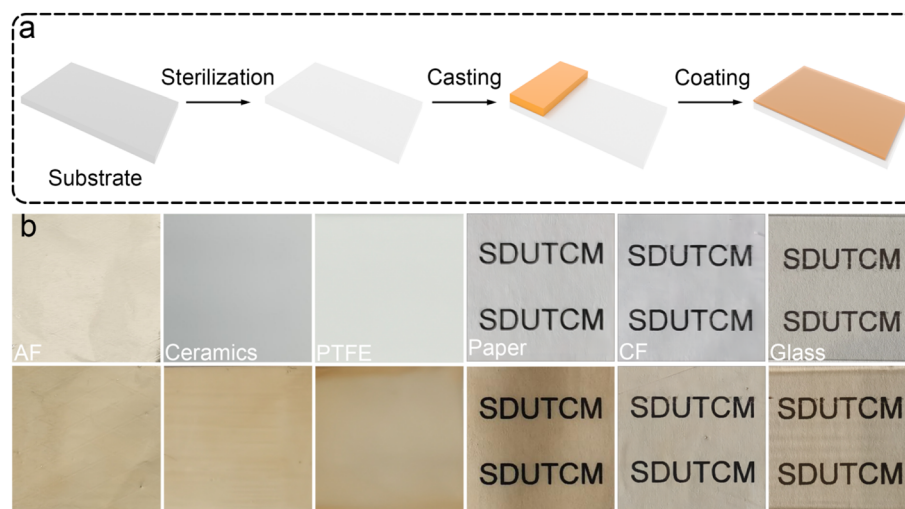 a
Sterilization
Casting
Coating
Substrate
b
SDUTCM SDUTCM SDUTCM
SDUTCM SDUTCM SDUTCM
AF Ceramics PTFE Paper CF Glass
SDUTCM SDUTCM SDUTCM
SDUTCM SDUTCM SDUTCM